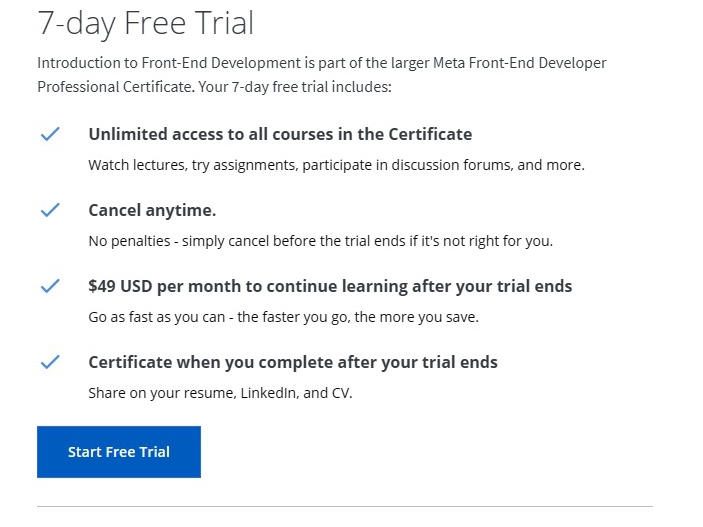 7-day Free Trial
Introduction to Front-End Development is part of the larger Meta Front-End Developer
Professional Certificate. Your 7-day free trial includes:
Unlimited access to all courses in the Certificate
Watch lectures, try assignments, participate in discussion forums, and more.
Cancel anytime.
No penalties - simply cancel before the trial ends if it's not right for you.
$49 USD per month to continue learning after your trial ends
Go as fast as you can - the faster you go, the more you save.
Certificate when you complete after your trial ends
Share on your resume, LinkedIn, and CV.
Start Free Trial